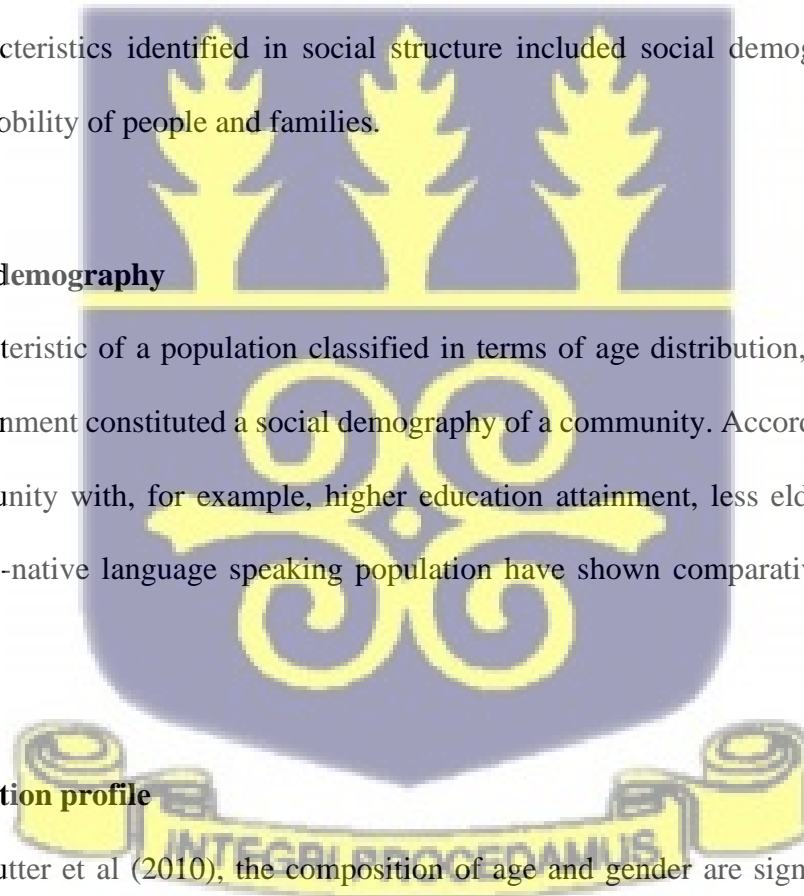 cteristics identified in social structure included social demog
obility of people and families.
demography
teristic of a population classified in terms of age distribution,
nment constituted a social demography of a community. Accord
unity with, for example, higher education attainment, less eld
-native language speaking population have shown comparativ
tion profile
utter et al (2010), the composition of age and gender are sign
INTEGRI PROCEDAMUS